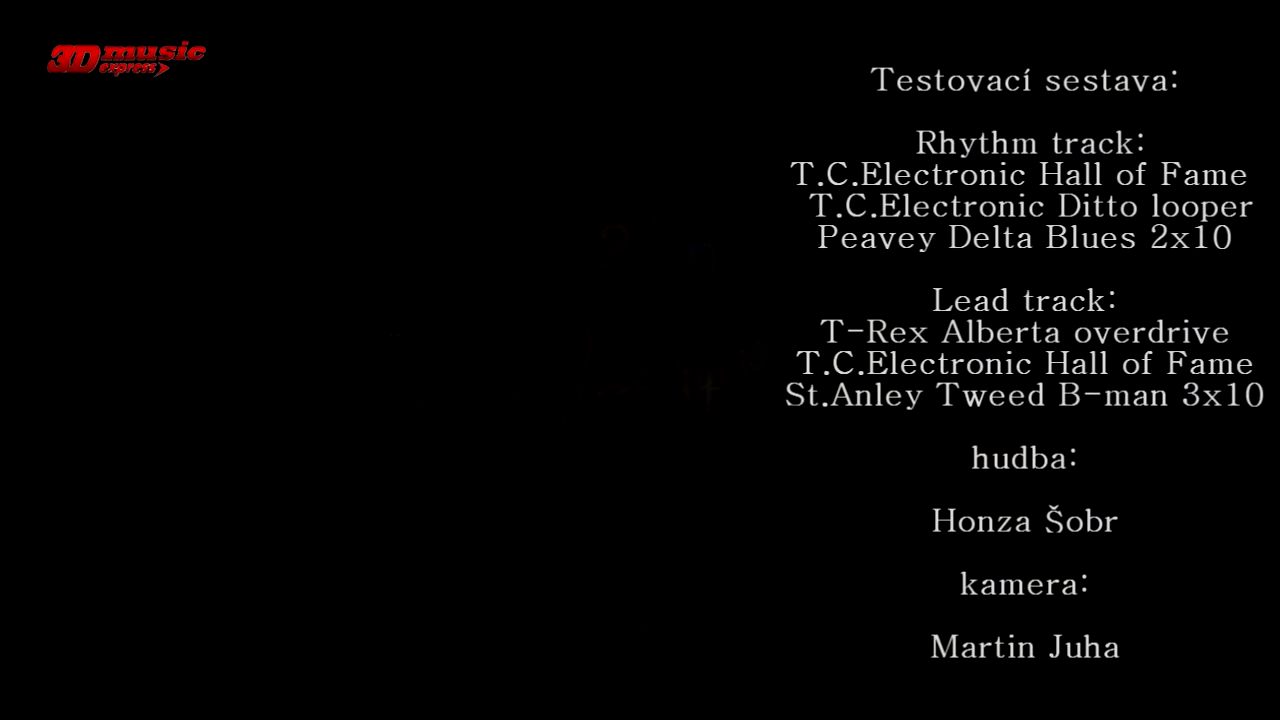 3D music
express
Testovací sestava:
Rhythm track:
T.C.Electronic Hall of Fame
T.C.Electronic Ditto looper
Peavey Delta Blues 2x10
Lead track:
T-Rex Alberta overdrive
T.C.Electronic Hall of Fame
St.Anley Tweed B-man 3x10
hudba:
Honza Šobr
kamera:
Martin Juha